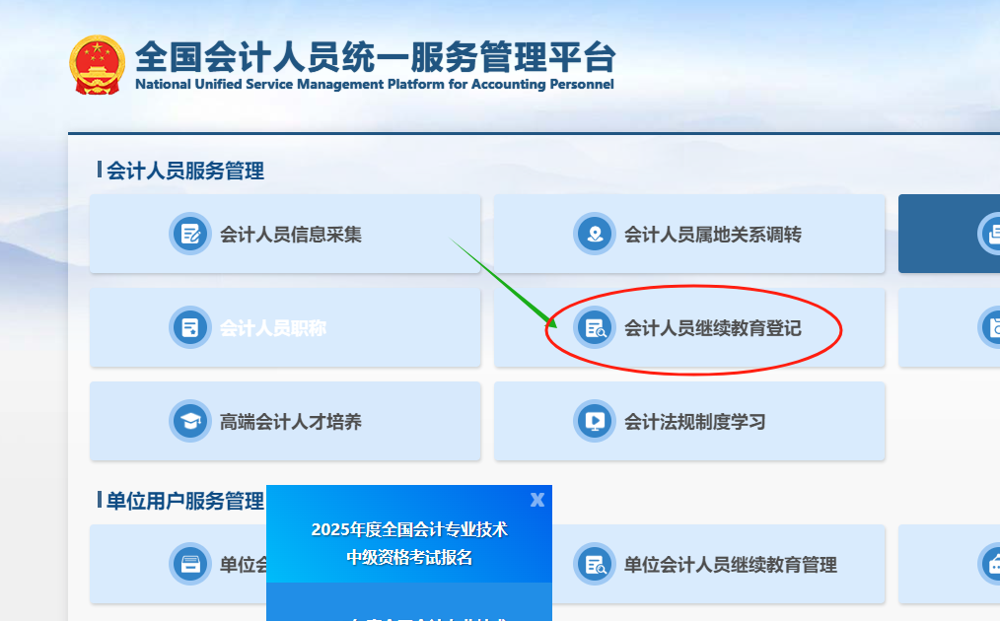 全国会计人员统一服务管理平台
National Unified Service Management Platform for Accounting Personnel
会计人员服务管理
会计人员信息采集
会计人员属地关系调转
会计人员职称
会计人员继续教育登记
高端会计人才培养
会计法规制度学习
单位用户服务管理
单位会
单位会计人员继续教育管理
X
2025年度全国会计专业技术
中级资格考试报名